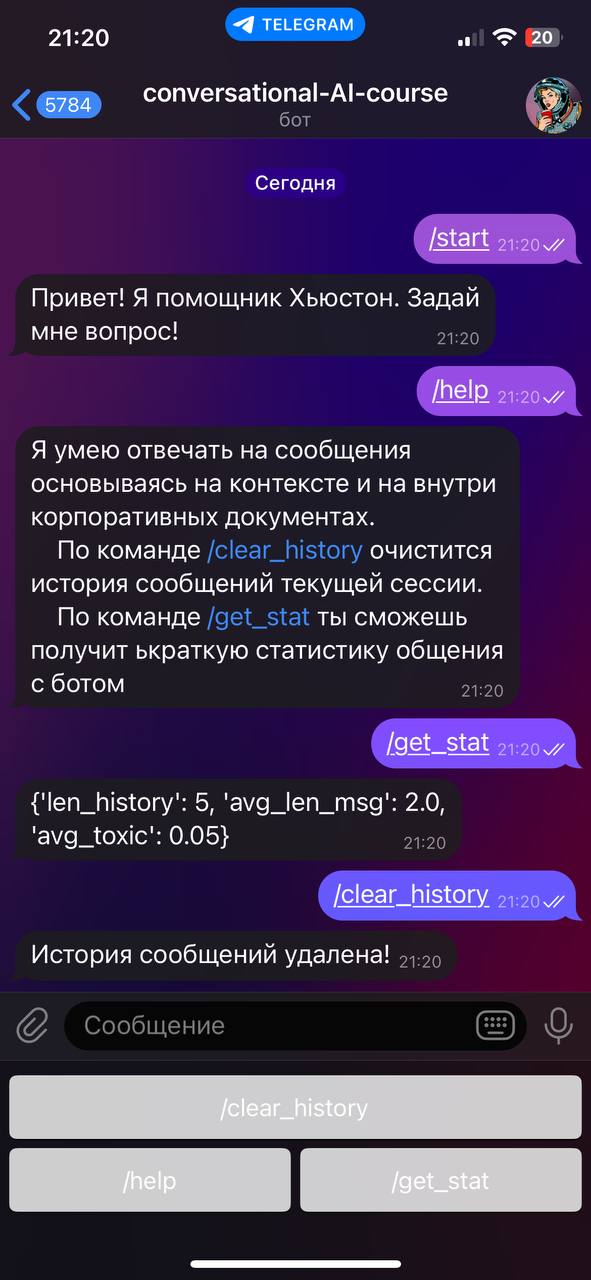 21:20
TELEGRAM
20
5784
conversational-AI-course
бот
Сегодня
/start 21:20
Привет! Я помощник Хьюстон. Задай
мне вопрос! 21:20
/help 21:20
Я умею отвечать на сообщения
основываясь на контексте и на внутри
корпоративных документах.
По команде /clear_history очистится
история сообщений текущей сессии.
По команде /get_stat ты сможешь
получит ькраткую статистику общения
с ботом 21:20
/get_stat 21:20
{'len_history': 5, 'avg_len_msg': 2.0,
'avg_toxic': 0.05} 21:20
/clear_history 21:20
История сообщений удалена! 21:20
Сообщение
/clear_history
/help /get_stat